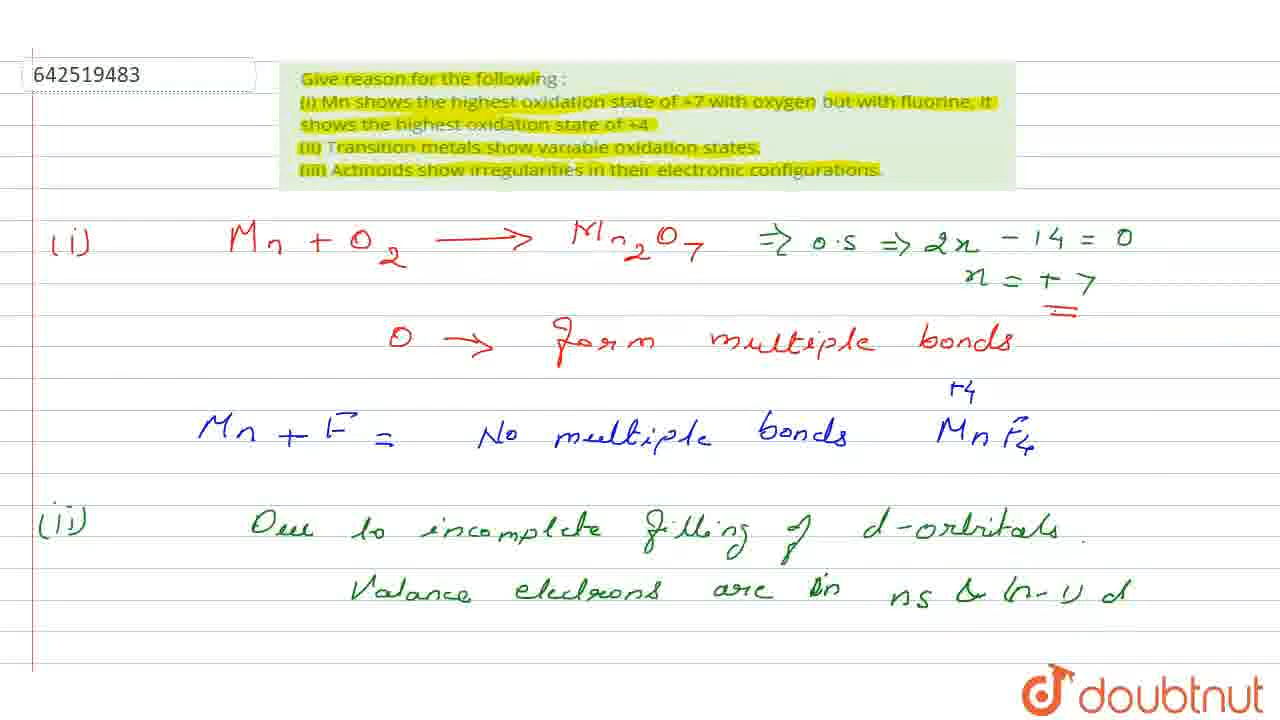 642519483
Give reason for the following :
(i) Mn shows the highest oxidation state of +7 with oxygen but with fluorine, it
shows the highest oxidation state of +4
(ii) Transition metals show variable oxidation states.
(iii) Actinoids show irregularities in their electronic configurations.
(i) Mn + O2 → Mn2O7 ⇒ O.S ⇒ 2x - 14 = 0
x = +7
O → form multiple bonds
+4
Mn + F = No multiple bonds MnF4
(ii) Due to incomplete filling of d-orbitals.
Valance electrons are in ns & (n-1) d
doubtnut